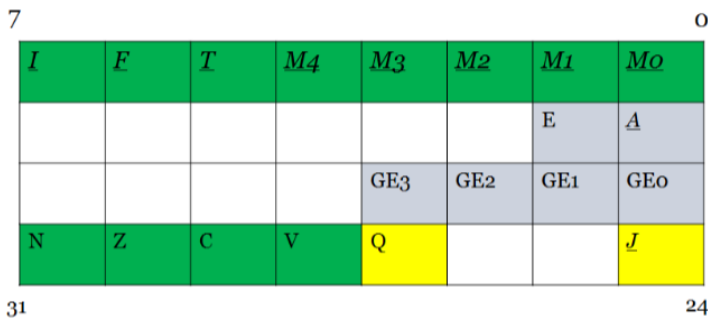 7 0
I F T M4 M3 M2 M1 M0
E A
GE3 GE2 GE1 GE0
N Z C V Q J
31 24